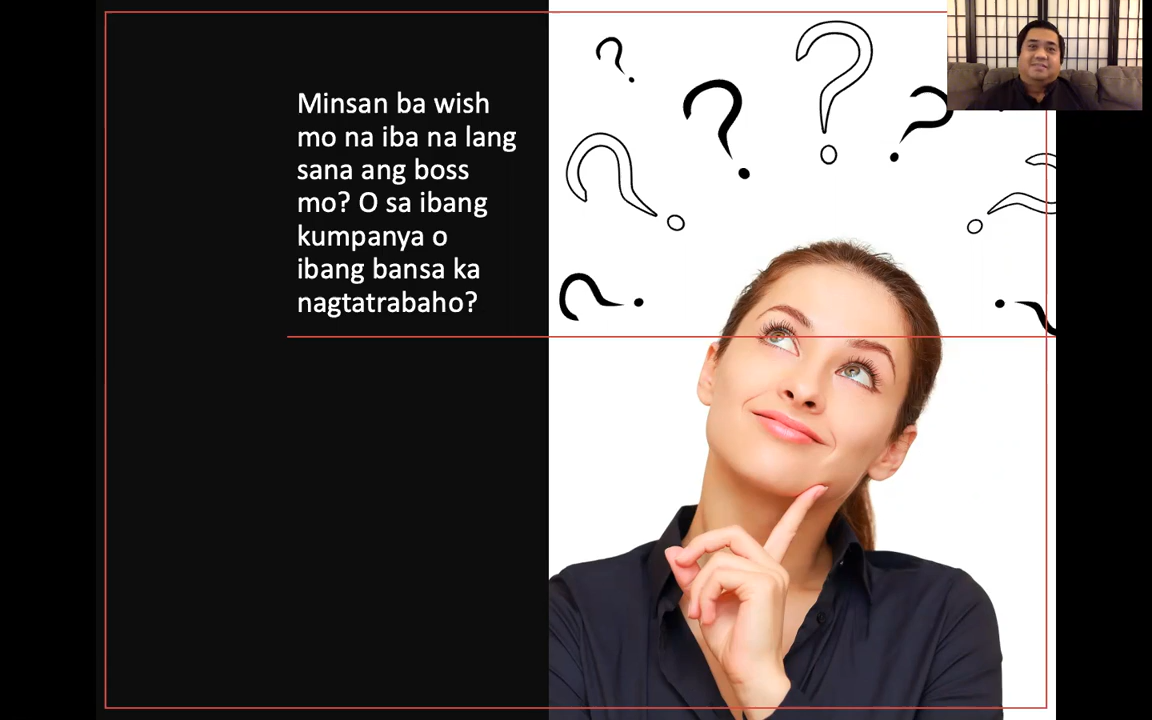 Minsan ba wish
mo na iba na lang
sana ang boss
mo? O sa ibang
kumpanya o
ibang bansa ka
nagtatrabaho?